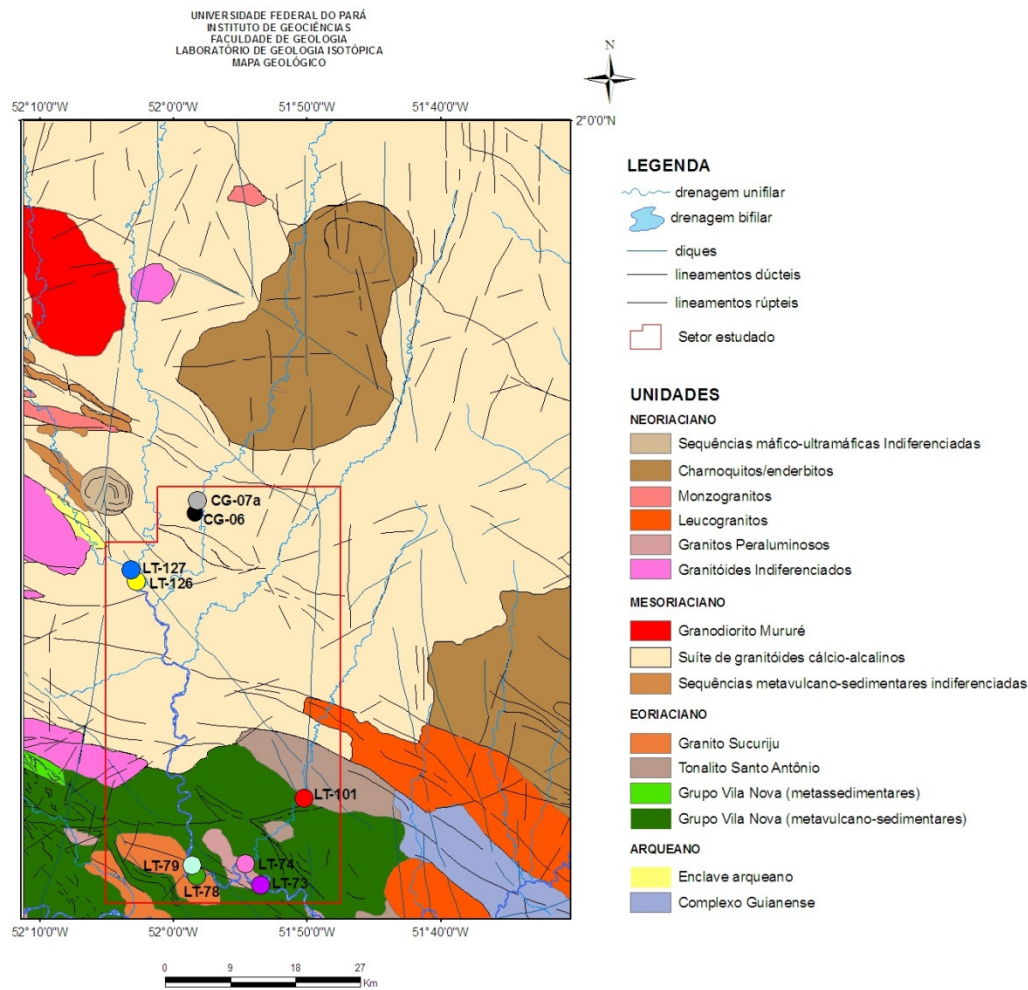 UNIVERSIDADE FEDERAL DO PARÁ
INSTITUTO DE GEOCIÊNCIAS
FACULDADE DE GEOLOGIA
LABORATÓRIO DE GEOLOGIA ISOTÓPICA
MAPA GEOLÓGICO
N
52°10'0"W 52°0'0"W 51°50'0"W 51°40'0"W
2°0'0"N
CG-07a
CG-06
LT-127
LT-126
LT-101
LT-79
LT-74
LT-78
LT-73
52°10'0"W 52°0'0"W 51°50'0"W 51°40'0"W
0 9 18 27
Km
LEGENDA
drenagem unifilar
drenagem bifilar
diques
lineamentos dúcteis
lineamentos rúpteis
Setor estudado
UNIDADES
NEORIACIANO
Sequências máfico-ultramáficas Indiferenciadas
Charnoquitos/enderbitos
Monzogranitos
Leucogranitos
Granitos Peraluminosos
Granitóides Indiferenciados
MESORIACIANO
Granodiorito Mururé
Suíte de granitóides cálcio-alcalinos
Sequências metavulcano-sedimentares indiferenciadas
EORIACIANO
Granito Sucuriju
Tonalito Santo Antônio
Grupo Vila Nova (metassedimentares)
Grupo Vila Nova (metavulcano-sedimentares)
ARQUEANO
Enclave arqueano
Complexo Guianense